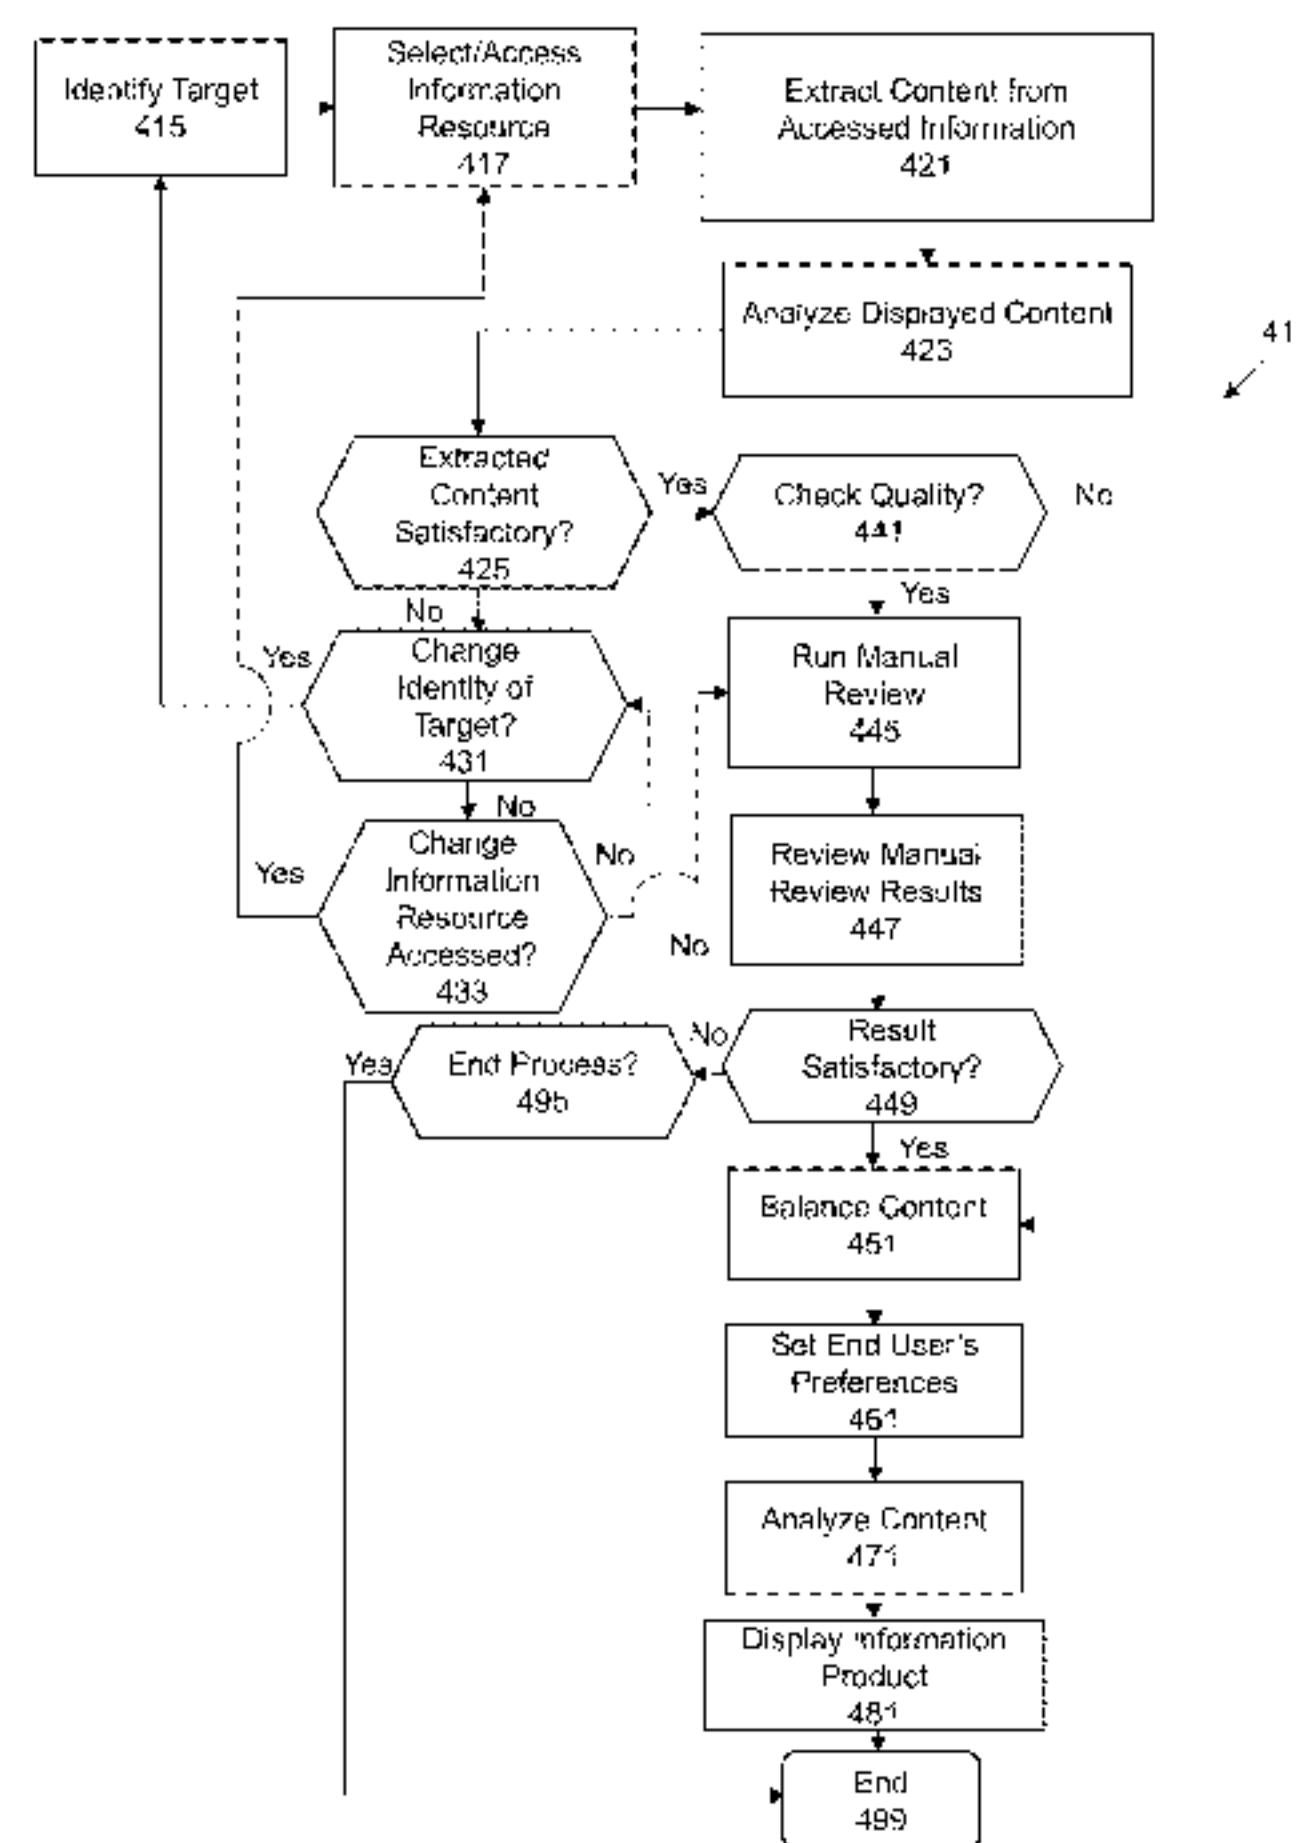 Identify Target
415
Select/Access
Information
Resource
417
Extract Content from
Accessed Information
421
Analyze Displayed Content
423
41
Extracted
Content
Satisfactory?
425
Yes
Check Quality?
441
No
No
Yes
Yes
Change
Identity of
Target?
431
Run Manual
Review
445
No
Yes
Change
Information
Resource
Accessed?
433
No
Review Manual
Review Results
447
No
Yes
End Process?
495
No
Result
Satisfactory?
449
Yes
Balance Content
451
Set End User's
Preferences
461
Analyze Content
471
Display Information
Product
481
End
499